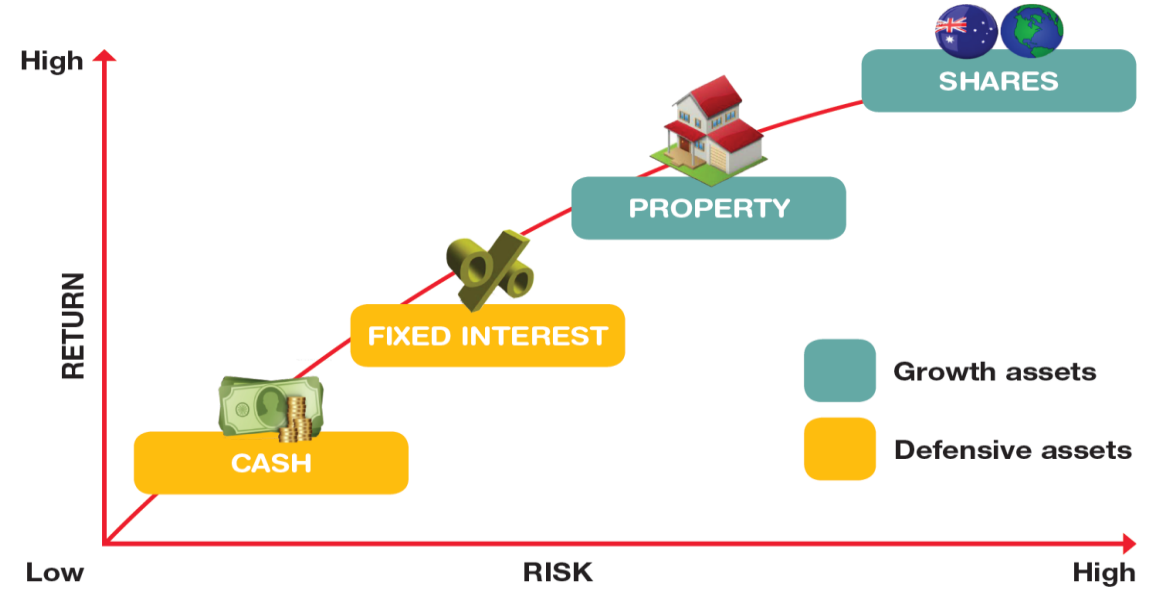 High
SHARES
PROPERTY
RETURN
FIXED INTEREST
Growth assets
Defensive assets
CASH
Low
RISK
High